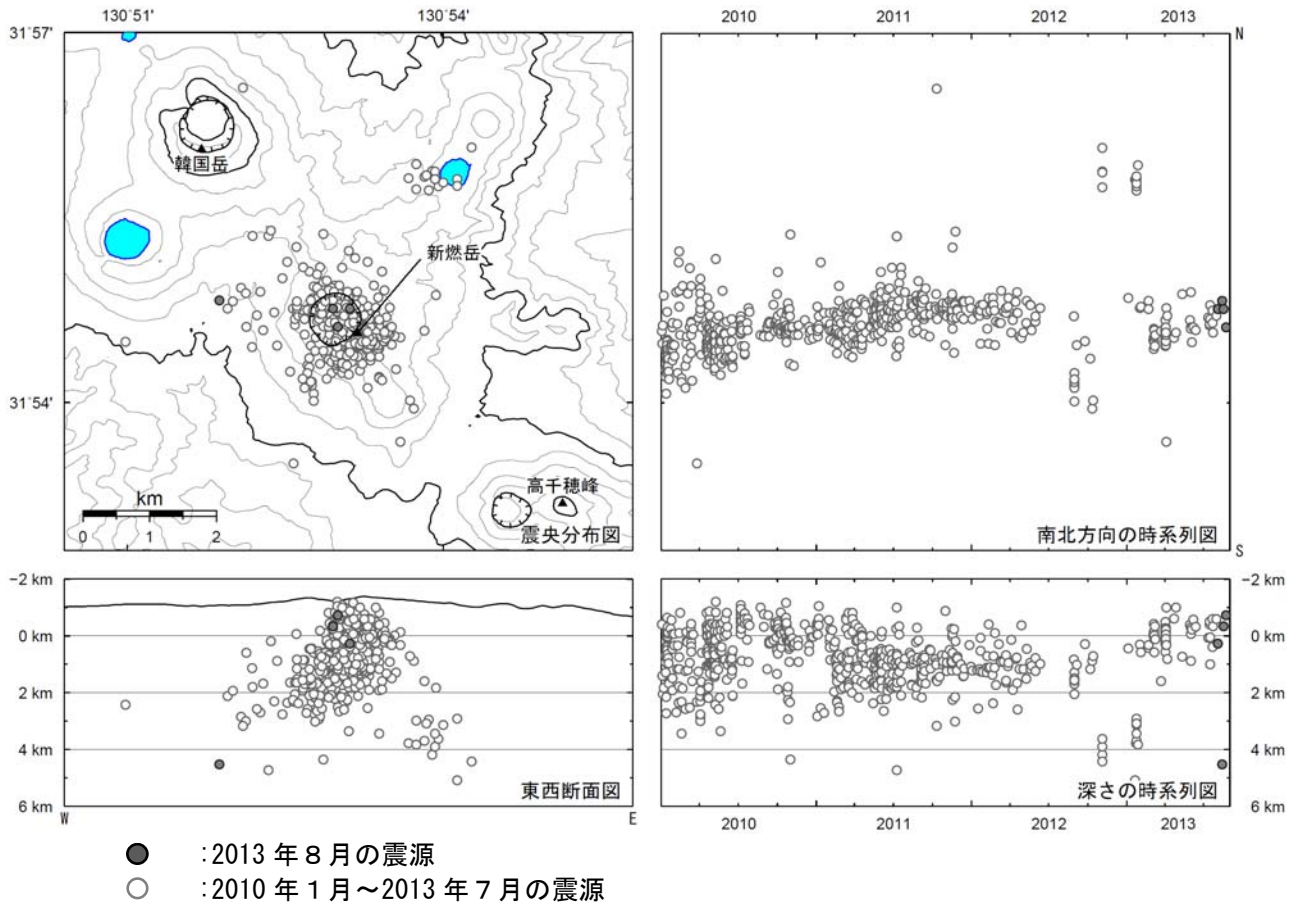 130°51'
130°54'
2010
2011
2012
2013
31°57'
N
韓国岳
新燃岳
31°54'
km
0
1
2
高千穂峰
震央分布図
南北方向の時系列図
S
-2 km
-2 km
0 km
0 km
2 km
2 km
4 km
4 km
東西断面図
深さの時系列図
6 km
6 km
W
E
2010
2011
2012
2013
:2013 年８月の震源
:2010 年１月～2013 年７月の震源